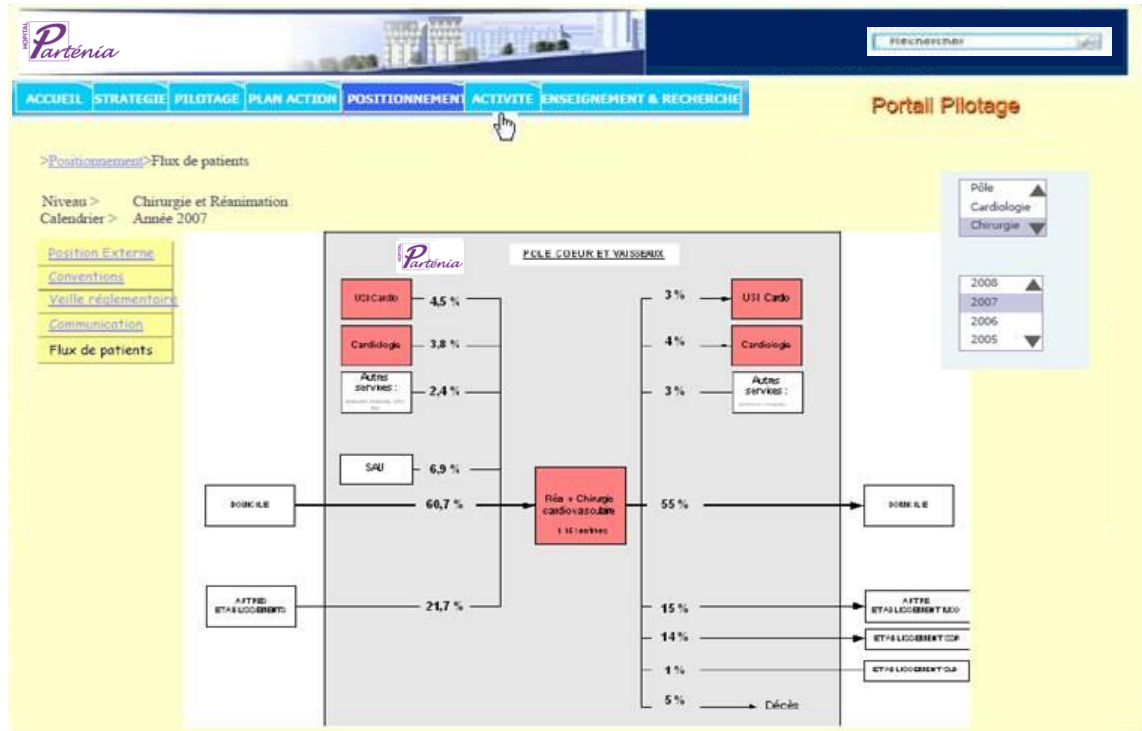 HOPITAL
Parténia
Rechercher
ACCUEIL STRATEGIE PILOTAGE PLAN ACTION POSITIONNEMENT ACTIVITE ENSEIGNEMENT & RECHERCHE
Portail Pilotage
>Positionnement>Flux de patients
Niveau > Chirurgie et Réanimation
Calendrier > Année 2007
Pôle
Cardiologie
Chirurgie
2008
2007
2006
2005
Position Externe
Conventions
Veille réglementaire
Communication
Flux de patients
HOPITAL
Parténia
POLE COEUR ET VAISSEAUX
USI Cardio 4,5 % 3 % USI Cardio
Cardiologie 3,8 % 4 % Cardiologie
Autres services : 2,4 % 3 % Autres services :
SAU 6,9 %
DOMICILE 60,7 % Réa + Chirurgie cardiovasculaire 55 % DOMICILE
AUTRES ETABLISSEMENTS 21,7 % 15 % AUTRE ETABLISSEMENT MCO
14 % ETABLISSEMENT
1 % ETABLISSEMENT
5 % Décès